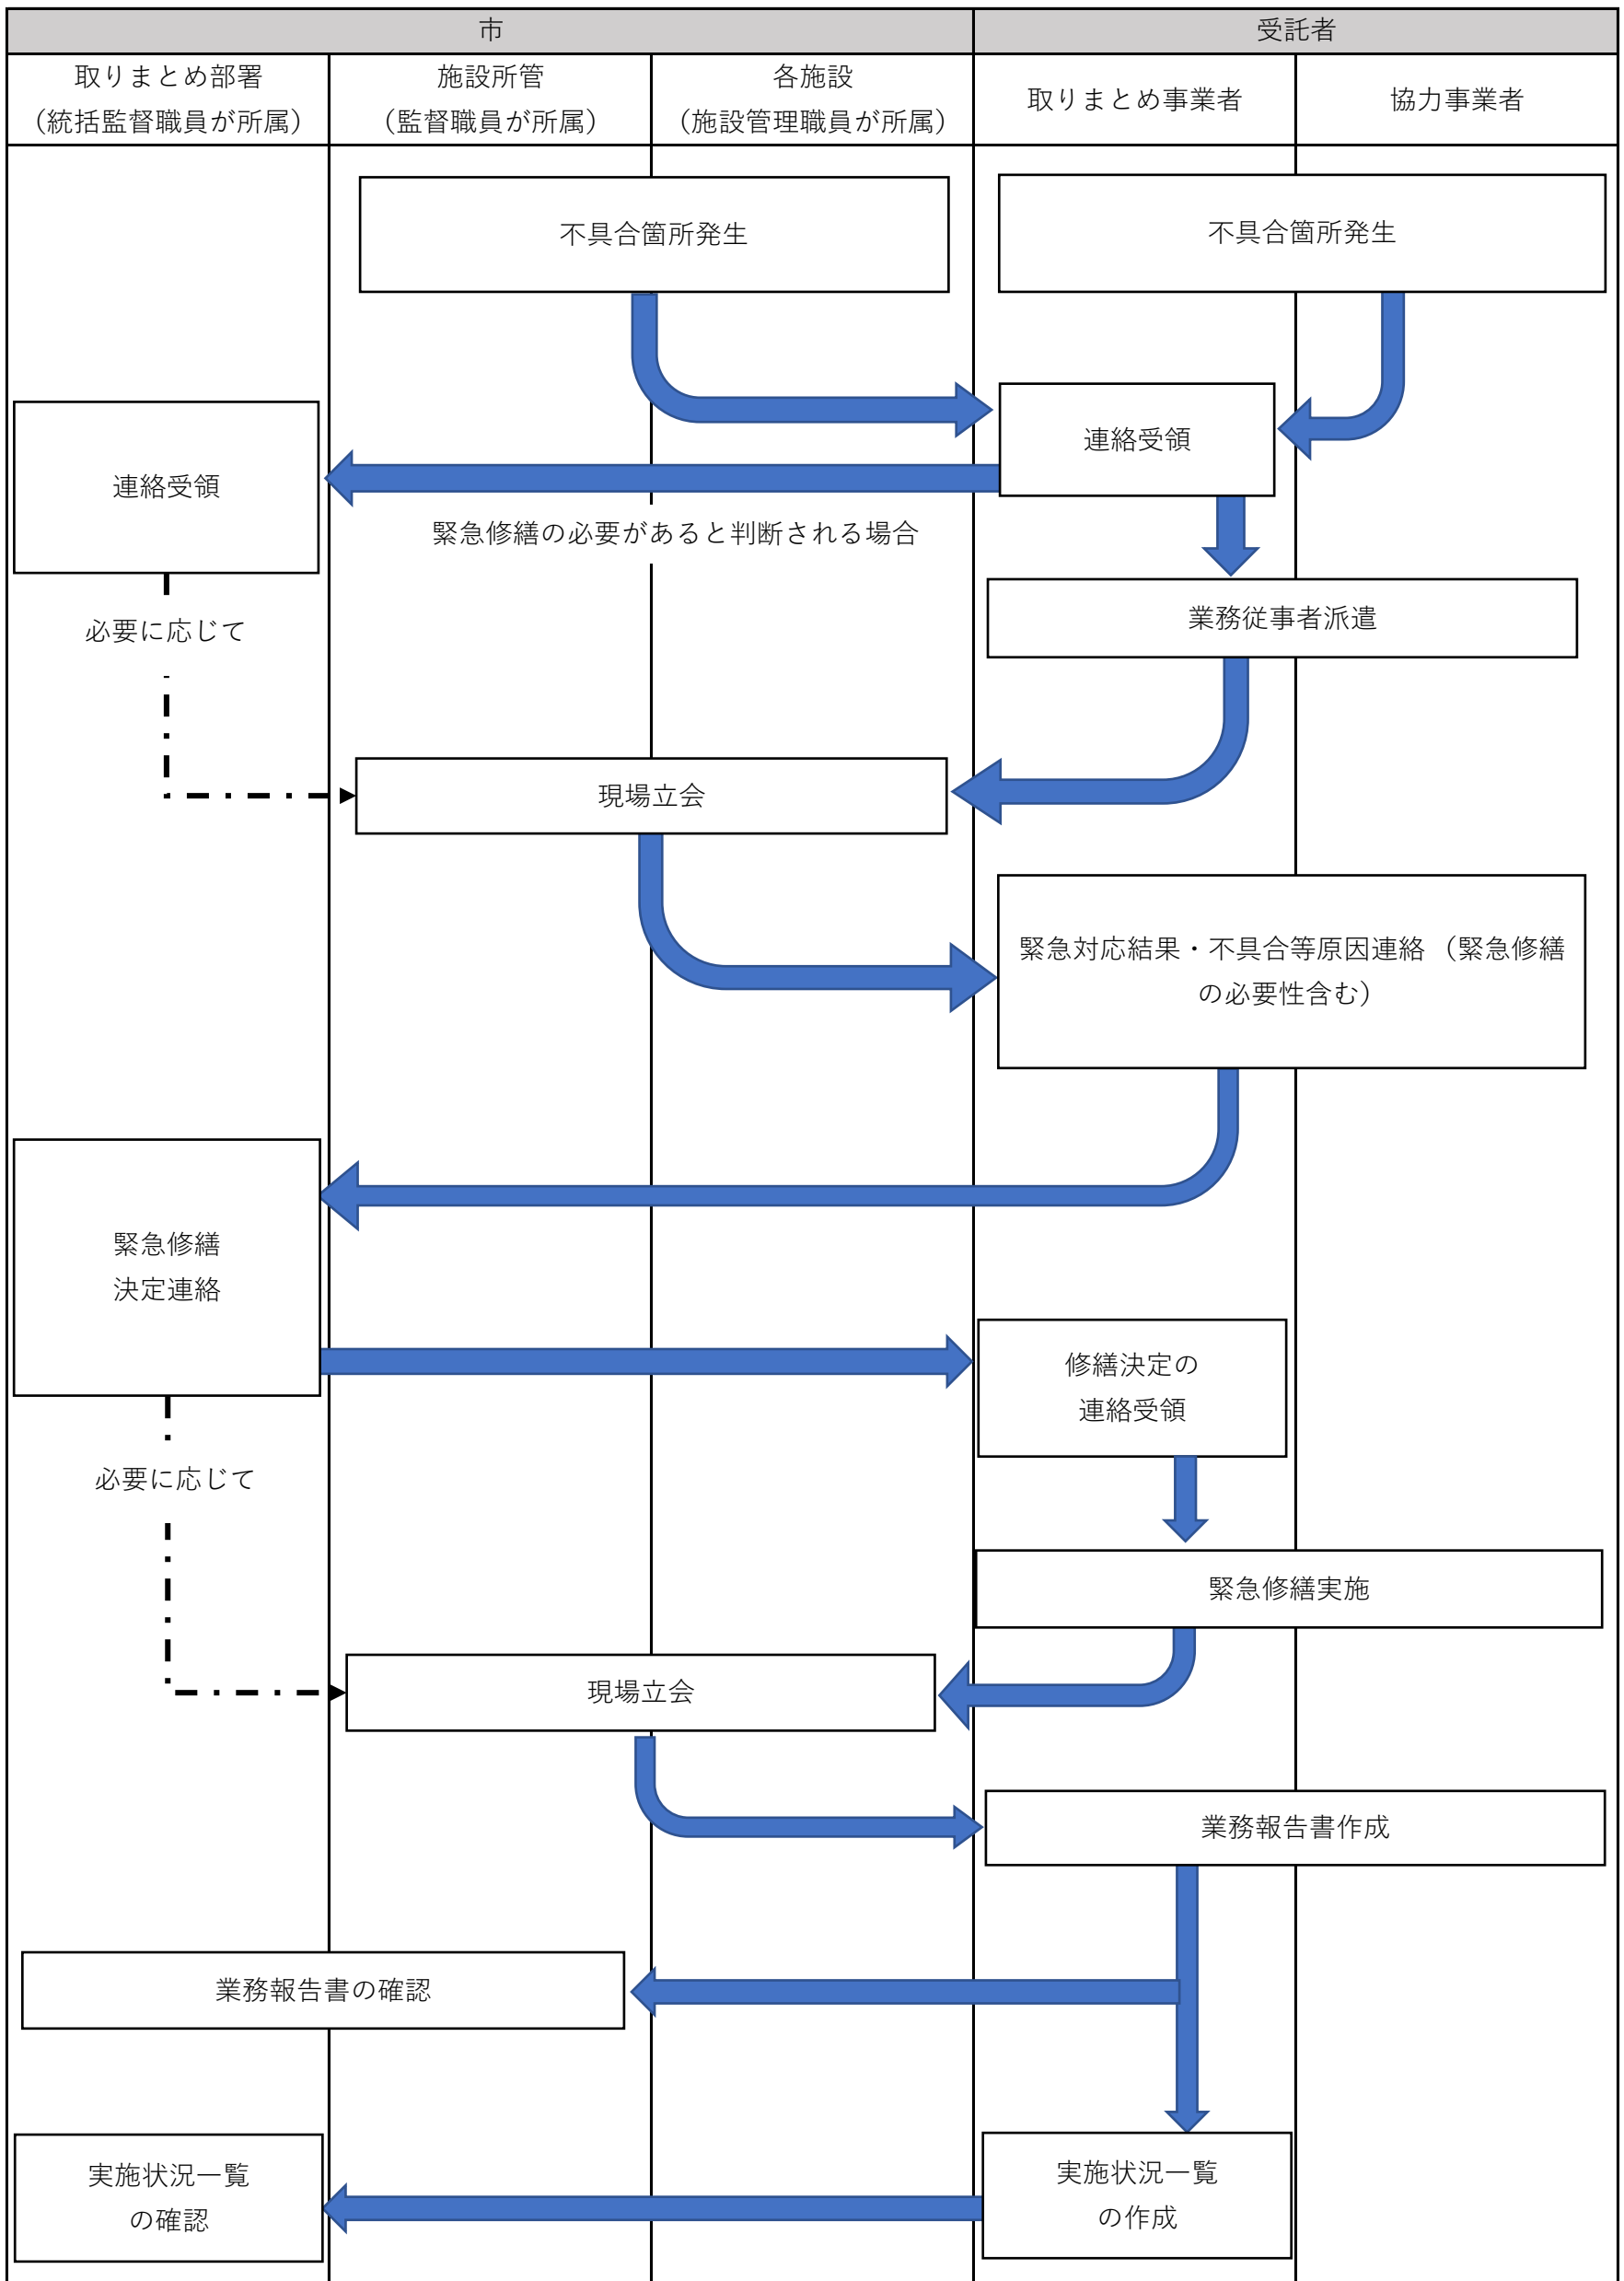 市
受託者
取りまとめ部署
（統括監督職員が所属）
施設所管
（監督職員が所属）
各施設
（施設管理職員が所属）
取りまとめ事業者
協力事業者
不具合箇所発生
不具合箇所発生
連絡受領
連絡受領
緊急修繕の必要があると判断される場合
業務従事者派遣
必要に応じて
現場立会
緊急対応結果・不具合等原因連絡（緊急修繕
の必要性含む）
緊急修繕
決定連絡
修繕決定の
連絡受領
必要に応じて
緊急修繕実施
現場立会
業務報告書作成
業務報告書の確認
実施状況一覧
の確認
実施状況一覧
の作成